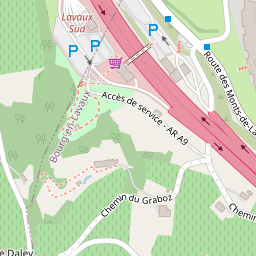 Lavaux
Sud
P
P
P
Route des Monts-de-La
Accès de service - AR A9
Bourg-en-Lavaux
Chemin du Graboz
Chemin
e Daley